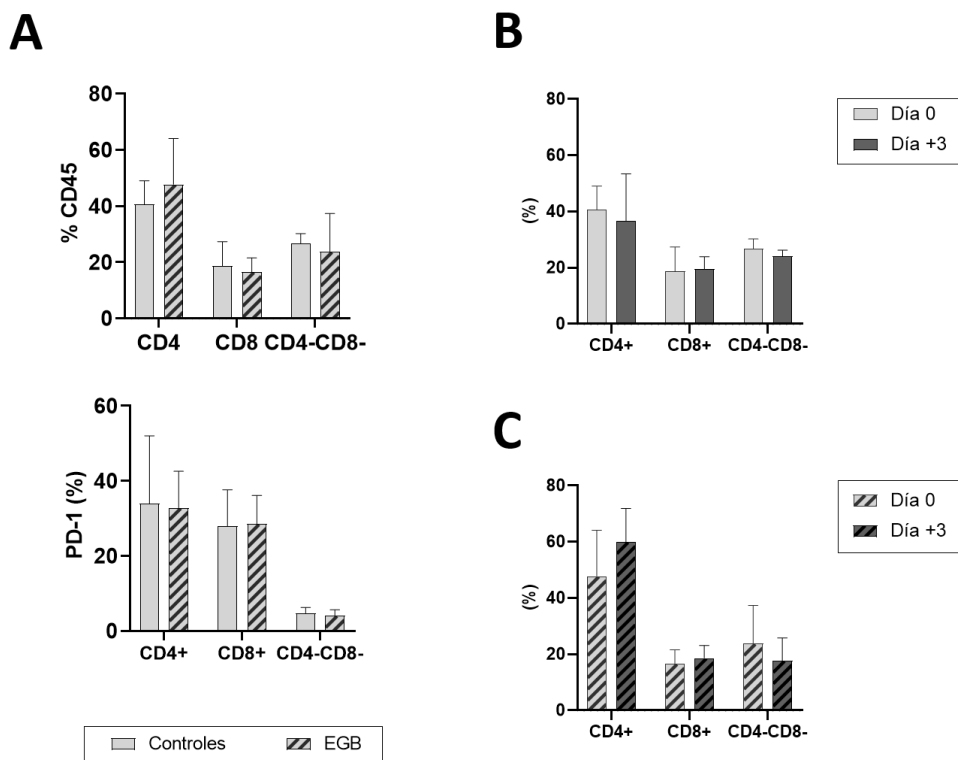 A
% CD45
80
60
40
20
0
CD4 CD8 CD4-CD8-
PD-1 (%)
60
40
20
0
CD4+ CD8+ CD4-CD8-
Controles EGB
B
(%)
80
60
40
20
0
CD4+ CD8+ CD4-CD8-
Día 0
Día +3
C
(%)
80
60
40
20
0
CD4+ CD8+ CD4-CD8-
Día 0
Día +3